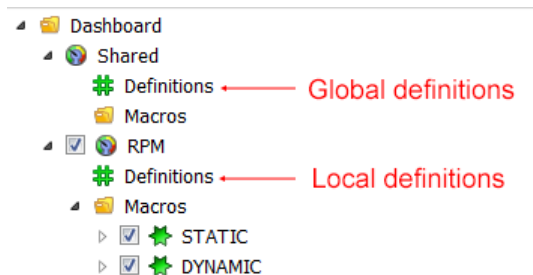 Dashboard
Shared
Definitions Global definitions
Macros
RPM
Definitions Local definitions
Macros
STATIC
DYNAMIC